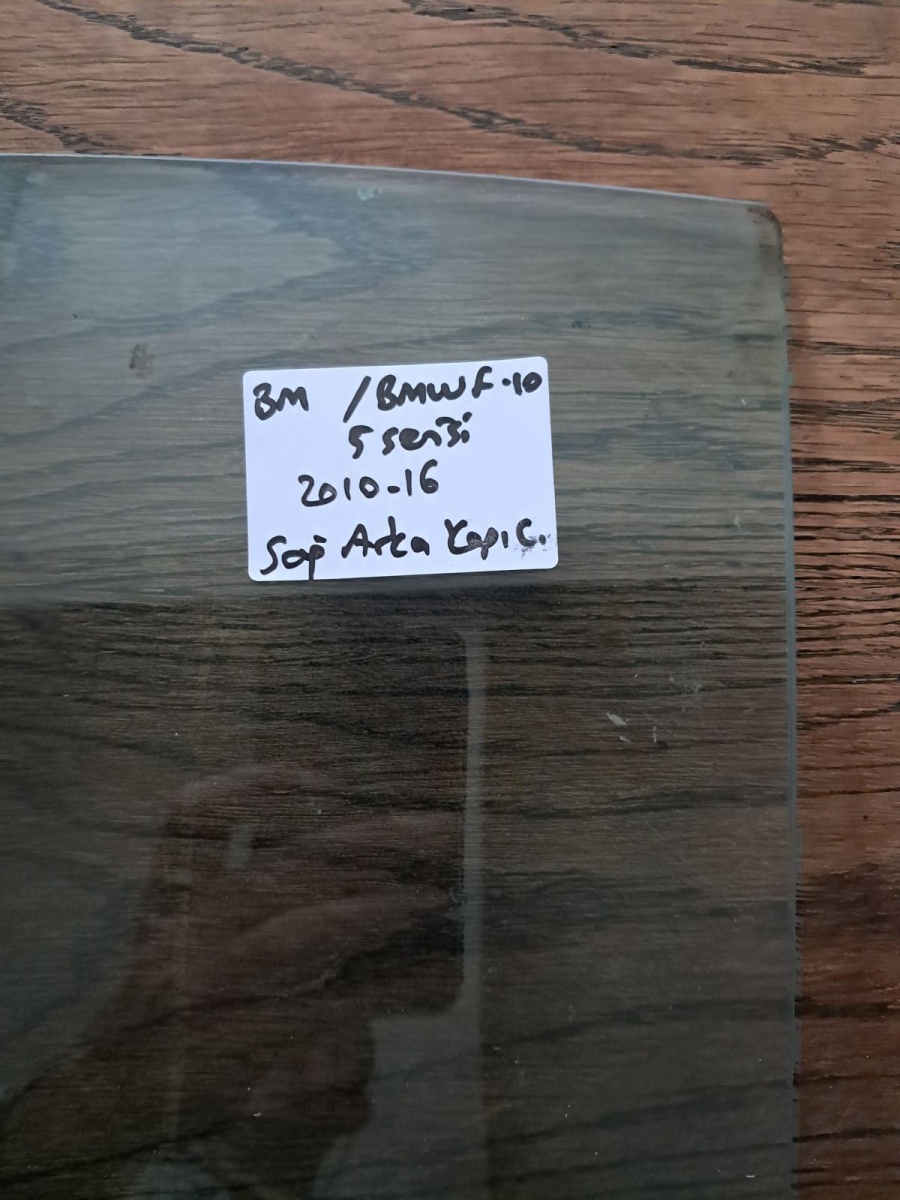 BM /BMW F-10
5 serisi
2010-16
Sağ Arka Kapı C.